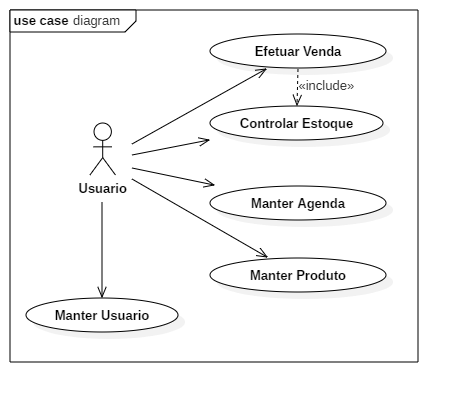 use case diagram
Efetuar Venda
«include»
Controlar Estoque
Usuario
Manter Agenda
Manter Produto
Manter Usuario